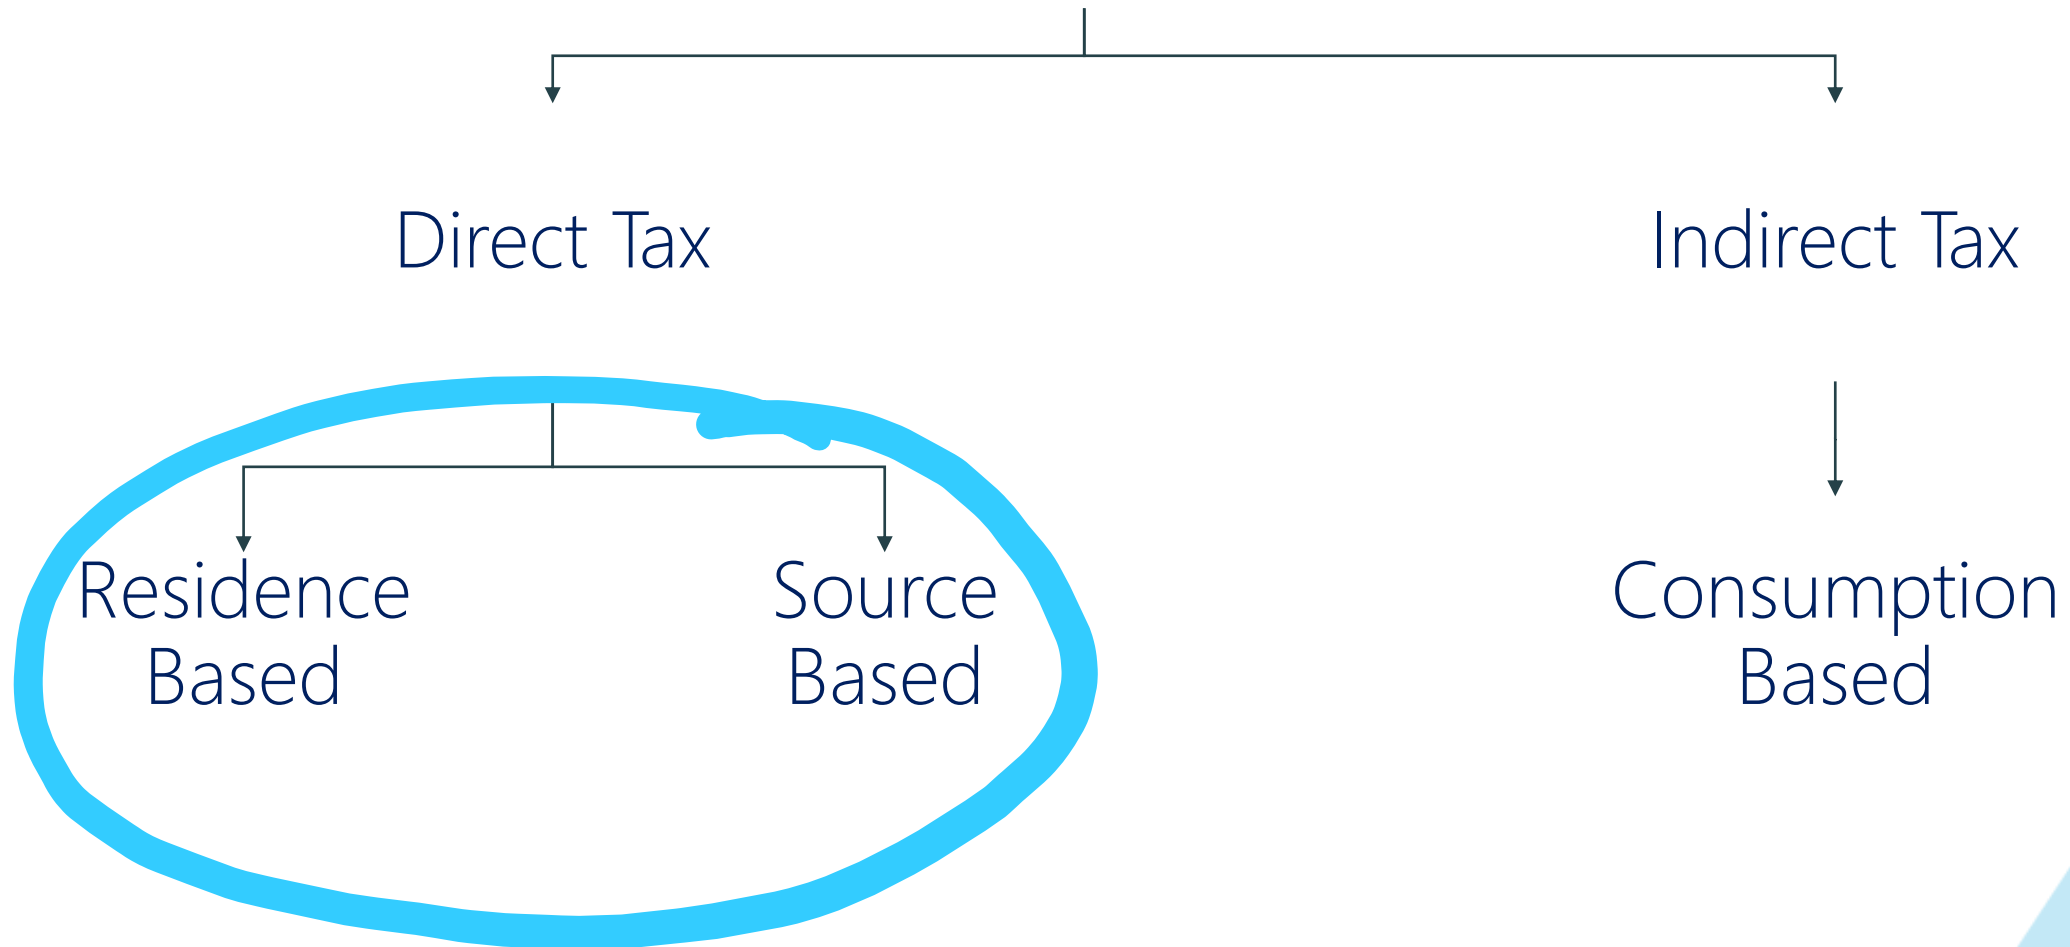 Direct Tax
Indirect Tax
Residence
Based
Source
Based
Consumption
Based